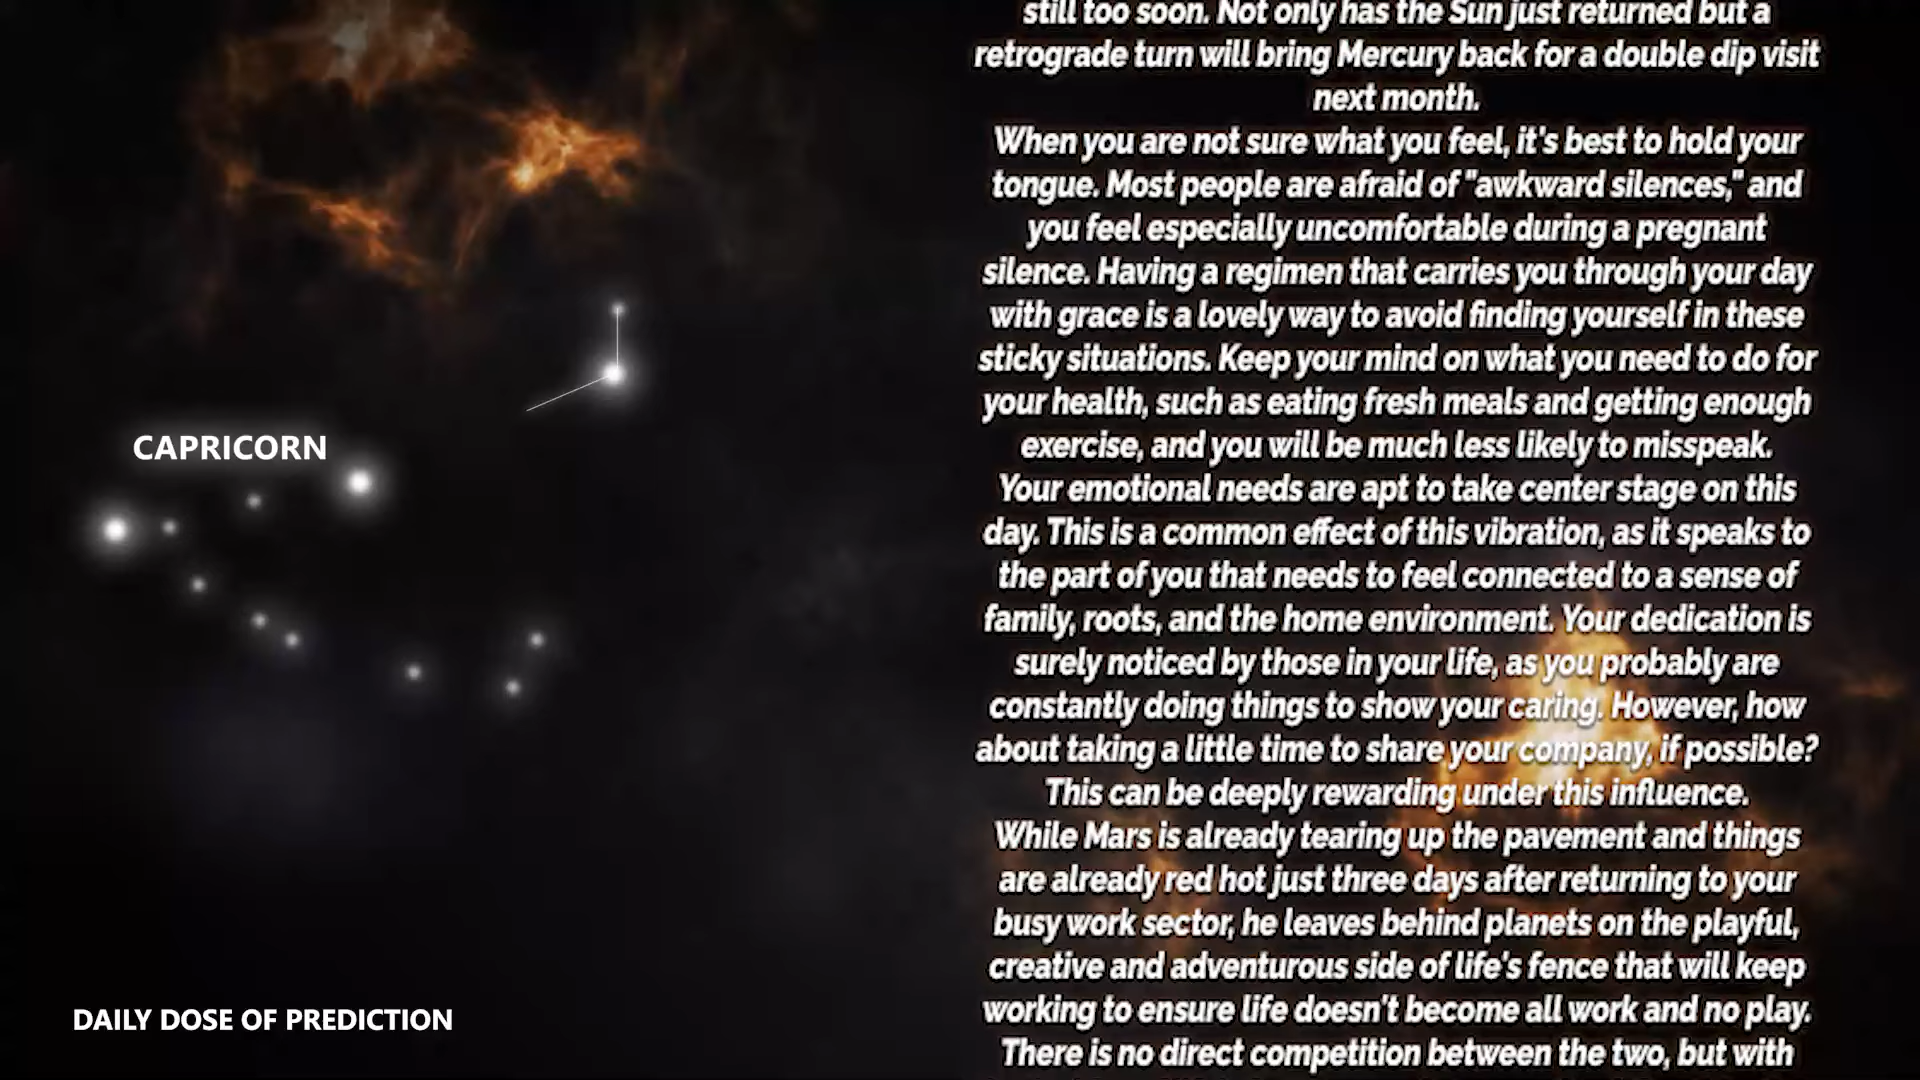 CAPRICORN
DAILY DOSE OF PREDICTION
still too soon. Not only has the Sun just returned but a
retrograde turn will bring Mercury back for a double dip visit
next month.
When you are not sure what you feel, it's best to hold your
tongue. Most people are afraid of "awkward silences," and
you feel especially uncomfortable during a pregnant
silence. Having a regimen that carries you through your day
with grace is a lovely way to avoid finding yourself in these
sticky situations. Keep your mind on what you need to do for
your health, such as eating fresh meals and getting enough
exercise, and you will be much less likely to misspeak.
Your emotional needs are apt to take center stage on this
day. This is a common effect of this vibration, as it speaks to
the part of you that needs to feel connected to a sense of
family, roots, and the home environment. Your dedication is
surely noticed by those in your life, as you probably are
constantly doing things to show your caring. However, how
about taking a little time to share your company, if possible?
This can be deeply rewarding under this influence.
While Mars is already tearing up the pavement and things
are already red hot just three days after returning to your
busy work sector, he leaves behind planets on the playful,
creative and adventurous side of life's fence that will keep
working to ensure life doesn't become all work and no play.
There is no direct competition between the two, but with